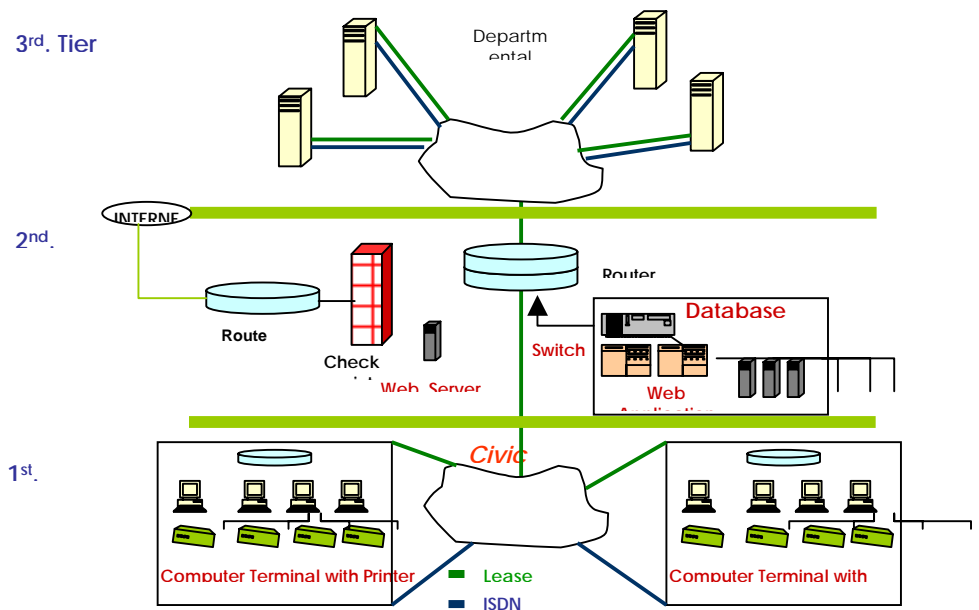 3rd. Tier
Departm
ental
INTERNE
2nd.
Router
Database
Route
Switch
Check
Web Server
Web
Application
Civic
1st.
Computer Terminal with Printer
Computer Terminal with
Lease
ISDN